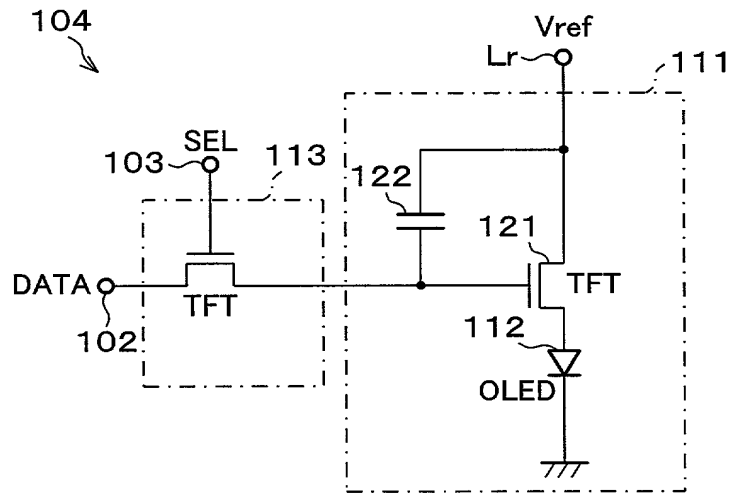 104
Vref
Lr
111
SEL
103
113
122
121
DATA
TFT
TFT
102
112
OLED